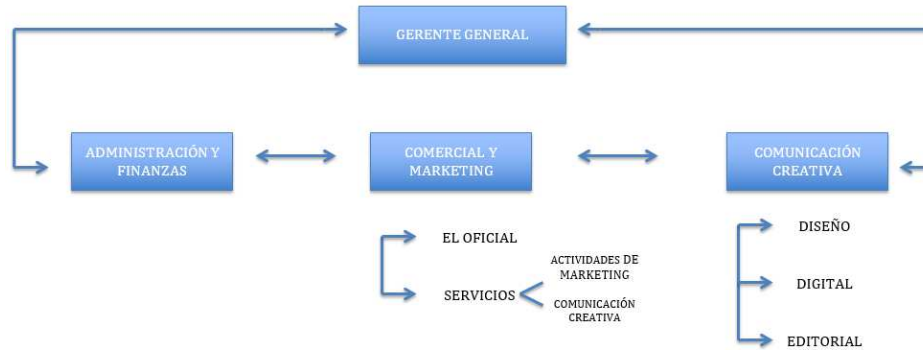 GERENTE GENERAL
ADMINISTRACIÓN Y
FINANZAS
COMERCIAL Y
MARKETING
COMUNICACIÓN
CREATIVA
EL OFICIAL
SERVICIOS
ACTIVIDADES DE
MARKETING
COMUNICACIÓN
CREATIVA
DISEÑO
DIGITAL
EDITORIAL